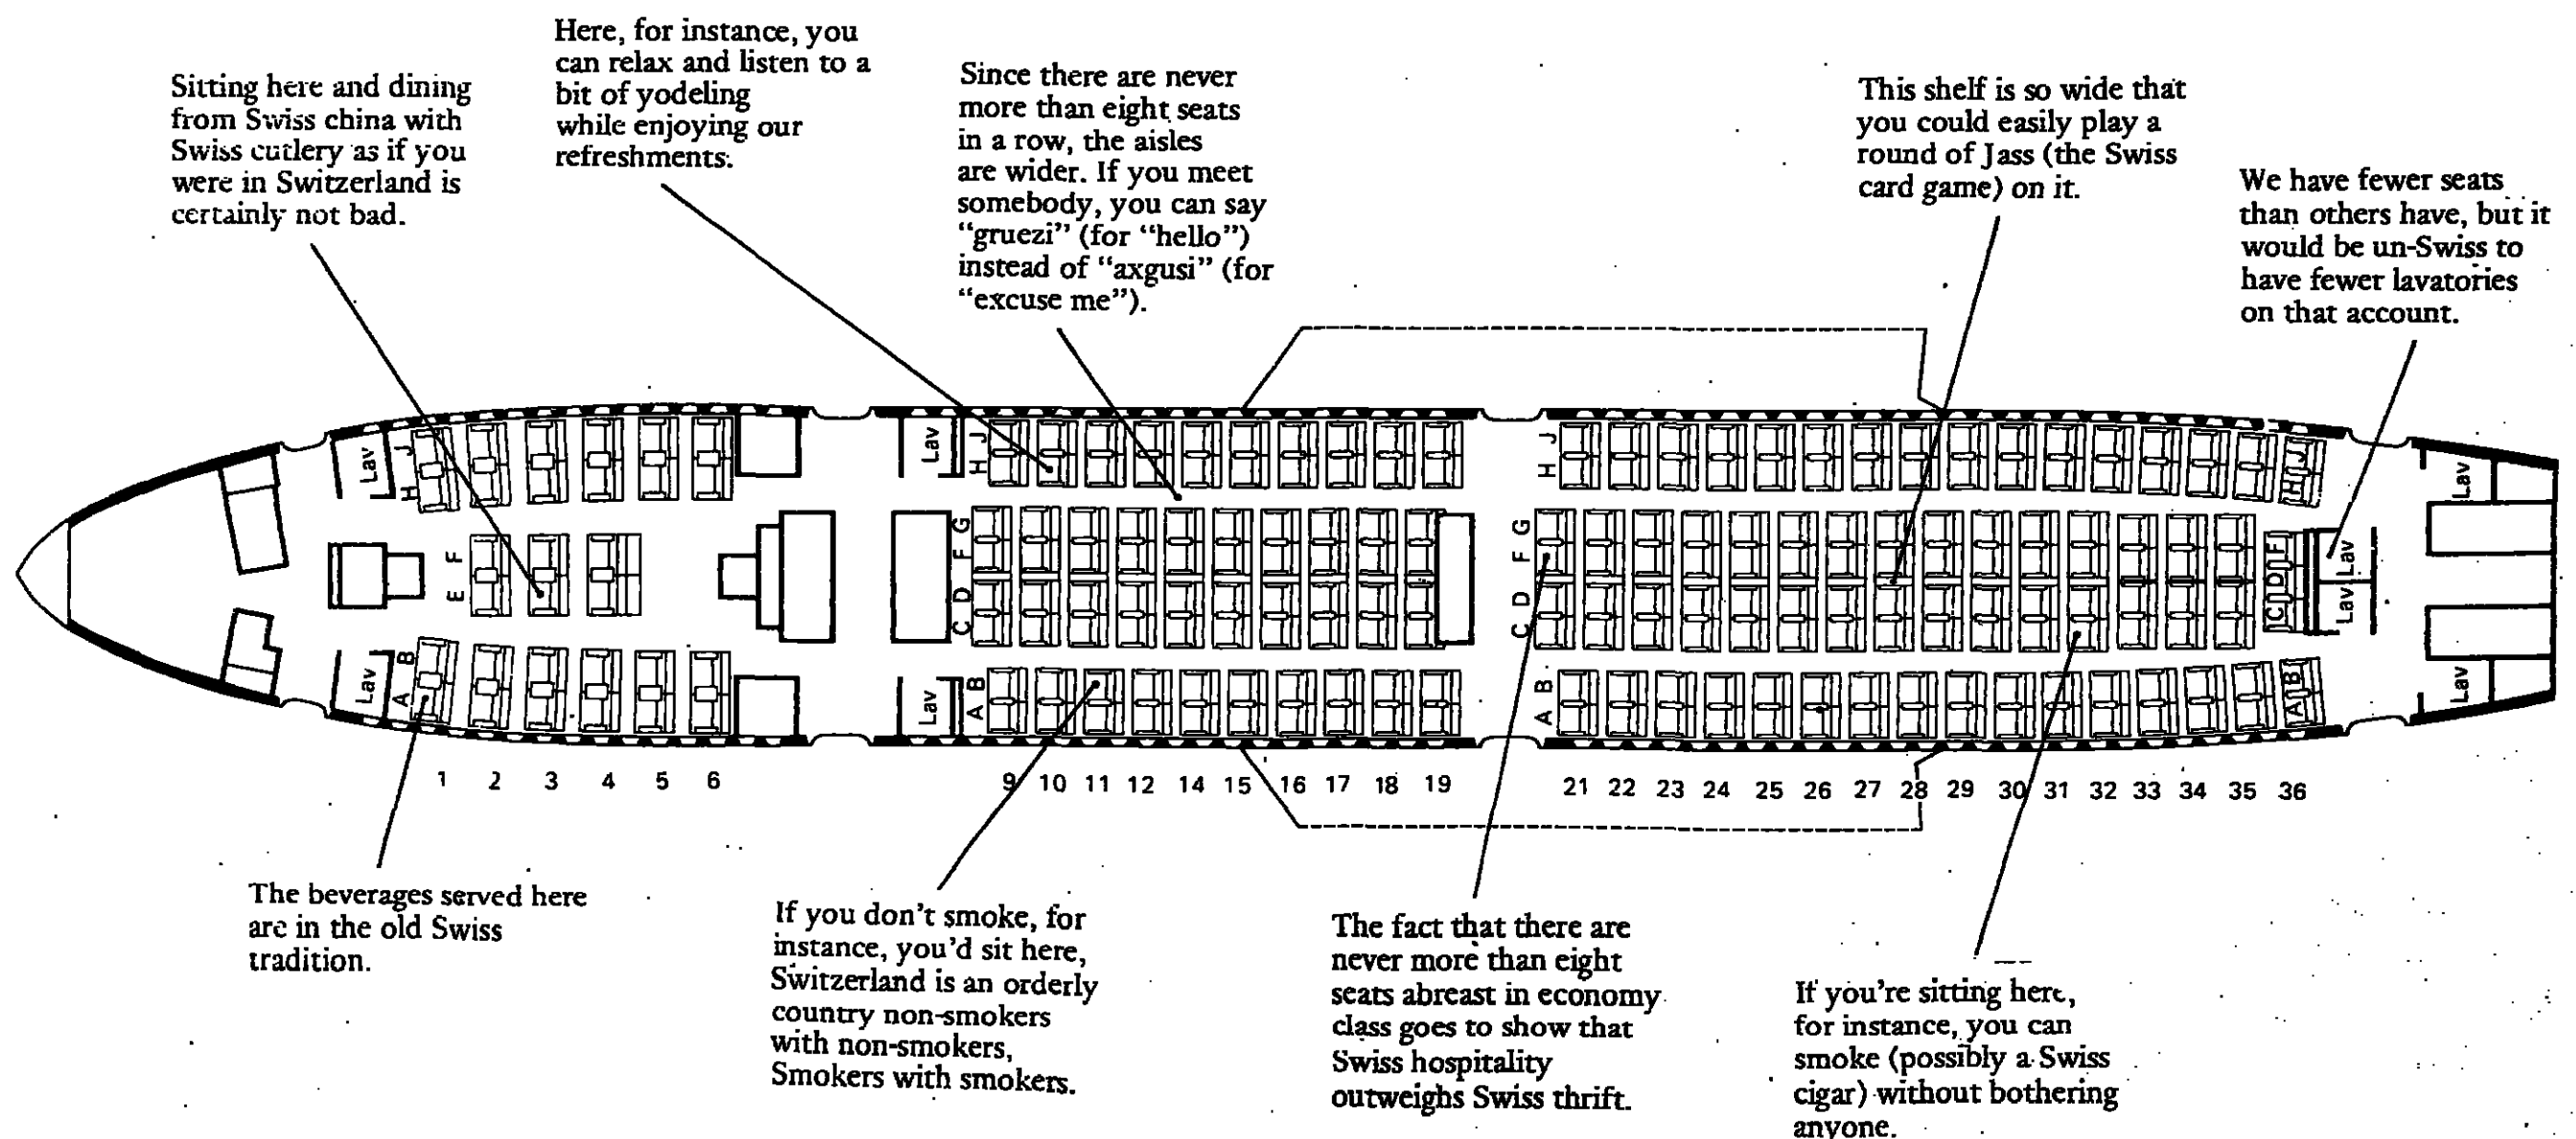 Here, for instance, you
can relax and listen to a
bit of yodeling
while enjoying our
refreshments.
Sitting here and dining
from Swiss china with
Swiss cutlery as if you
were in Switzerland is
certainly not bad.
Since there are never
more than eight seats
in a row, the aisles
are wider. If you meet
somebody, you can say
“gruezi” (for “hello”)
instead of “axgusi” (for
“excuse me”).
This shelf is so wide that
you could easily play a
round of Jass (the Swiss
card game) on it.
We have fewer seats
than others have, but it
would be un-Swiss to
have fewer lavatories
on that account.
Lav
H J
Lav
H J
H J
H J
Lav
E F
C D F G
C D F G
C D F
Lav
Lav
Lav
A B
Lav
A B
A B
A B
Lav
1 2 3 4 5 6 9 10 11 12 14 15 16 17 18 19 21 22 23 24 25 26 27 28 29 30 31 32 33 34 35 36
The beverages served here
are in the old Swiss
tradition.
If you don't smoke, for
instance, you'd sit here,
Switzerland is an orderly
country non-smokers
with non-smokers,
Smokers with smokers.
The fact that there are
never more than eight
seats abreast in economy
class goes to show that
Swiss hospitality
outweighs Swiss thrift.
If you're sitting here,
for instance, you can
smoke (possibly a Swiss
cigar) without bothering
anyone.